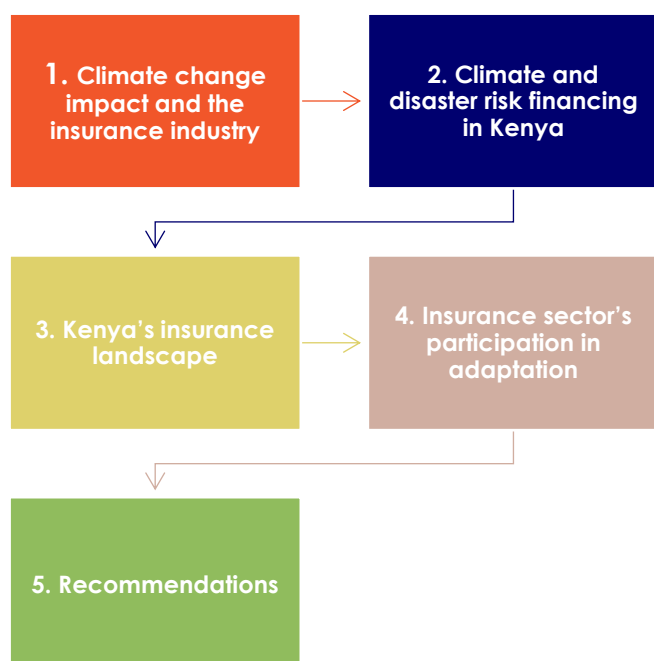 1. Climate change
impact and the
insurance industry
2. Climate and
disaster risk financing
in Kenya
3. Kenya’s insurance
landscape
4. Insurance sector’s
participation in
adaptation
5. Recommendations